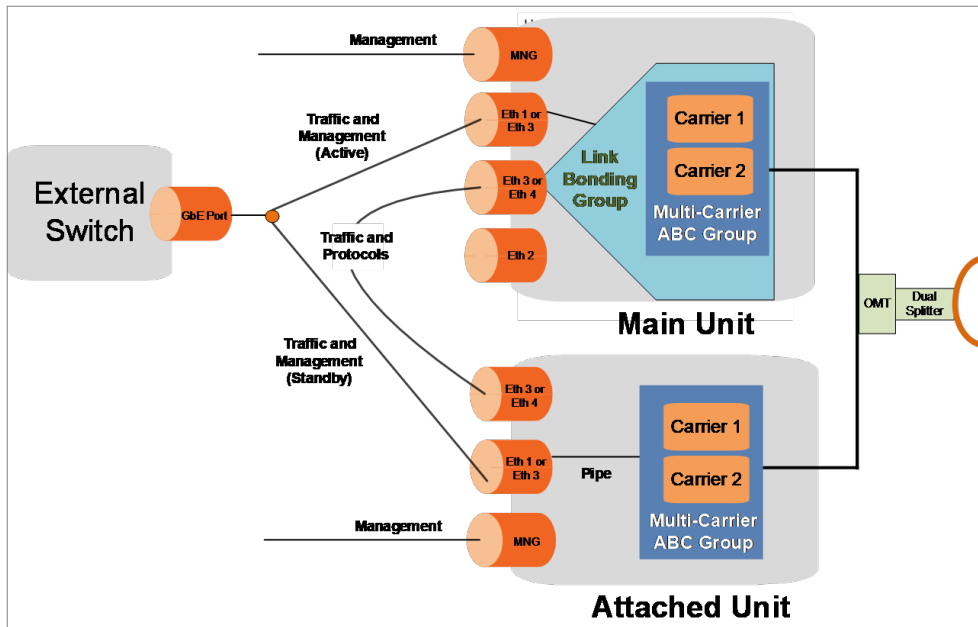 Management
MNG
Traffic and
Management
(Active)
Eth 1 or
Eth 3
Eth 3 or
Eth 4
Eth 2
External
Switch
GbE Port
Traffic and
Protocols
Link
Bonding
Group
Carrier 1
Carrier 2
Multi-Carrier
ABC Group
Main Unit
OMT
Dual
Splitter
Traffic and
Management
(Standby)
Eth 3 or
Eth 4
Eth 1 or
Eth 3
Pipe
Carrier 1
Carrier 2
Multi-Carrier
ABC Group
Management
MNG
Attached Unit